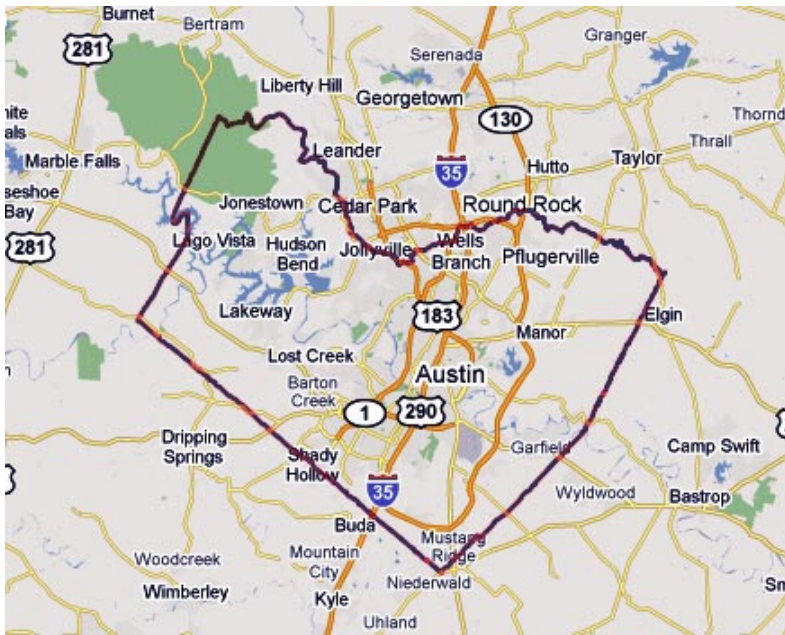 Burnet
Bertram
Granger
281
Serenada
Liberty Hill
Georgetown
130
Thornd
Thrall
Marble Falls
Leander
35
Hutto
Taylor
Bay
Jonestown
Cedar Park
Round Rock
281
Lago Vista
Hudson
Bend
Jollyville
Wells
Branch
Pflugerville
Lakeway
183
Manor
Elgin
Lost Creek
Austin
Barton
Creek
1
290
Dripping
Springs
Shady
Hollow
Garfield
Camp Swift
35
Wyldwood
Bastrop
Buda
Mustang
Ridge
Woodcreek
Mountain
City
Niederwald
Wimberley
Kyle
Uhland